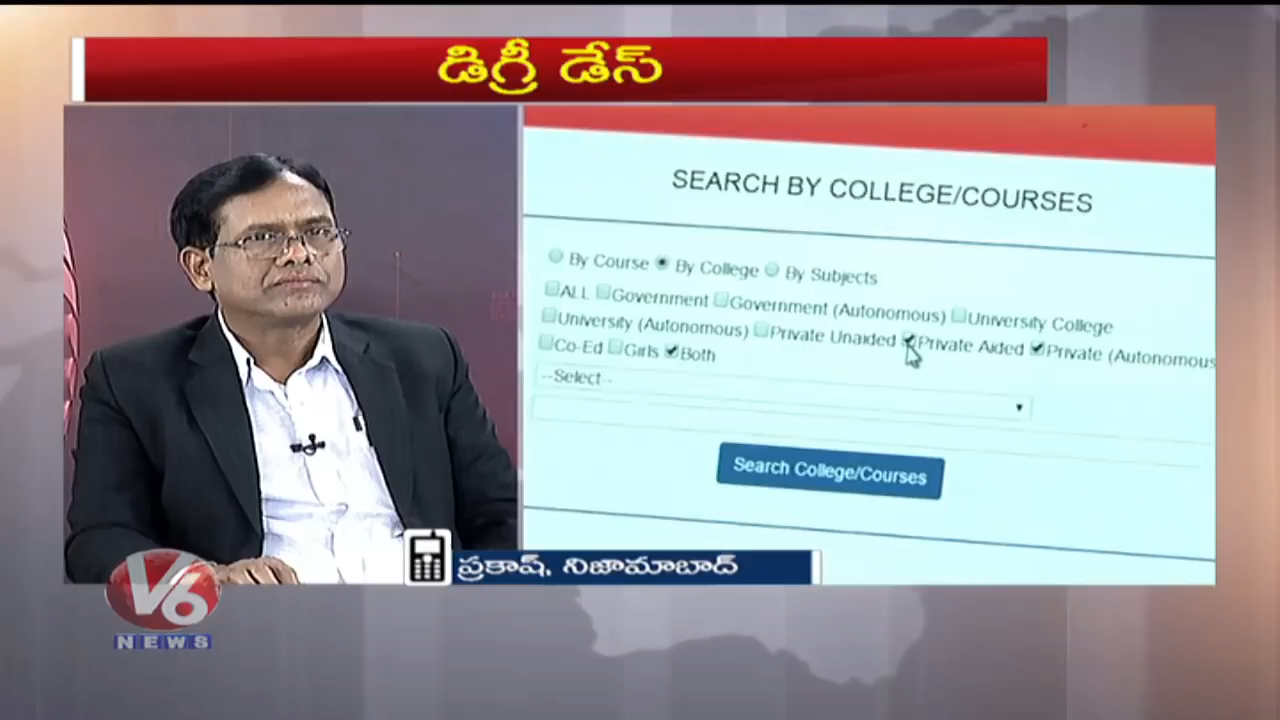 డిగ్రీ డేస్
SEARCH BY COLLEGE/COURSES
By Course By College By Subjects
ALL Government Government (Autonomous) University College
University (Autonomous) Private Unaided Private Aided Private (Autonomous
Co-Ed Girls Both
--Select--
Search College/Courses
ప్రకాష్, నిజామాబాద్
V6
NEWS